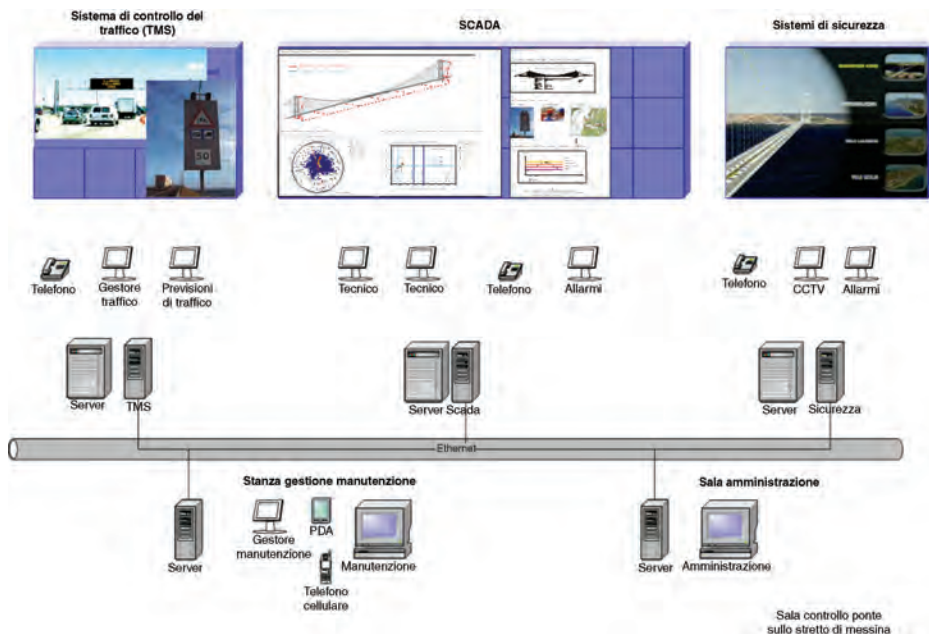 Sistema di controllo del
traffico (TMS)
SCADA
Sistemi di sicurezza
50
Telefono
Gestore
traffico
Previsioni
di traffico
Tecnico
Tecnico
Telefono
Allarmi
Telefono
CCTV
Allarmi
Server
TMS
Server
Scada
Server
Sicurezza
Ethernet
Stanza gestione manutenzione
Sala amministrazione
Server
Gestore
manutenzione
PDA
Telefono
cellulare
Manutenzione
Server
Amministrazione
Sala controllo ponte
sullo stretto di messina